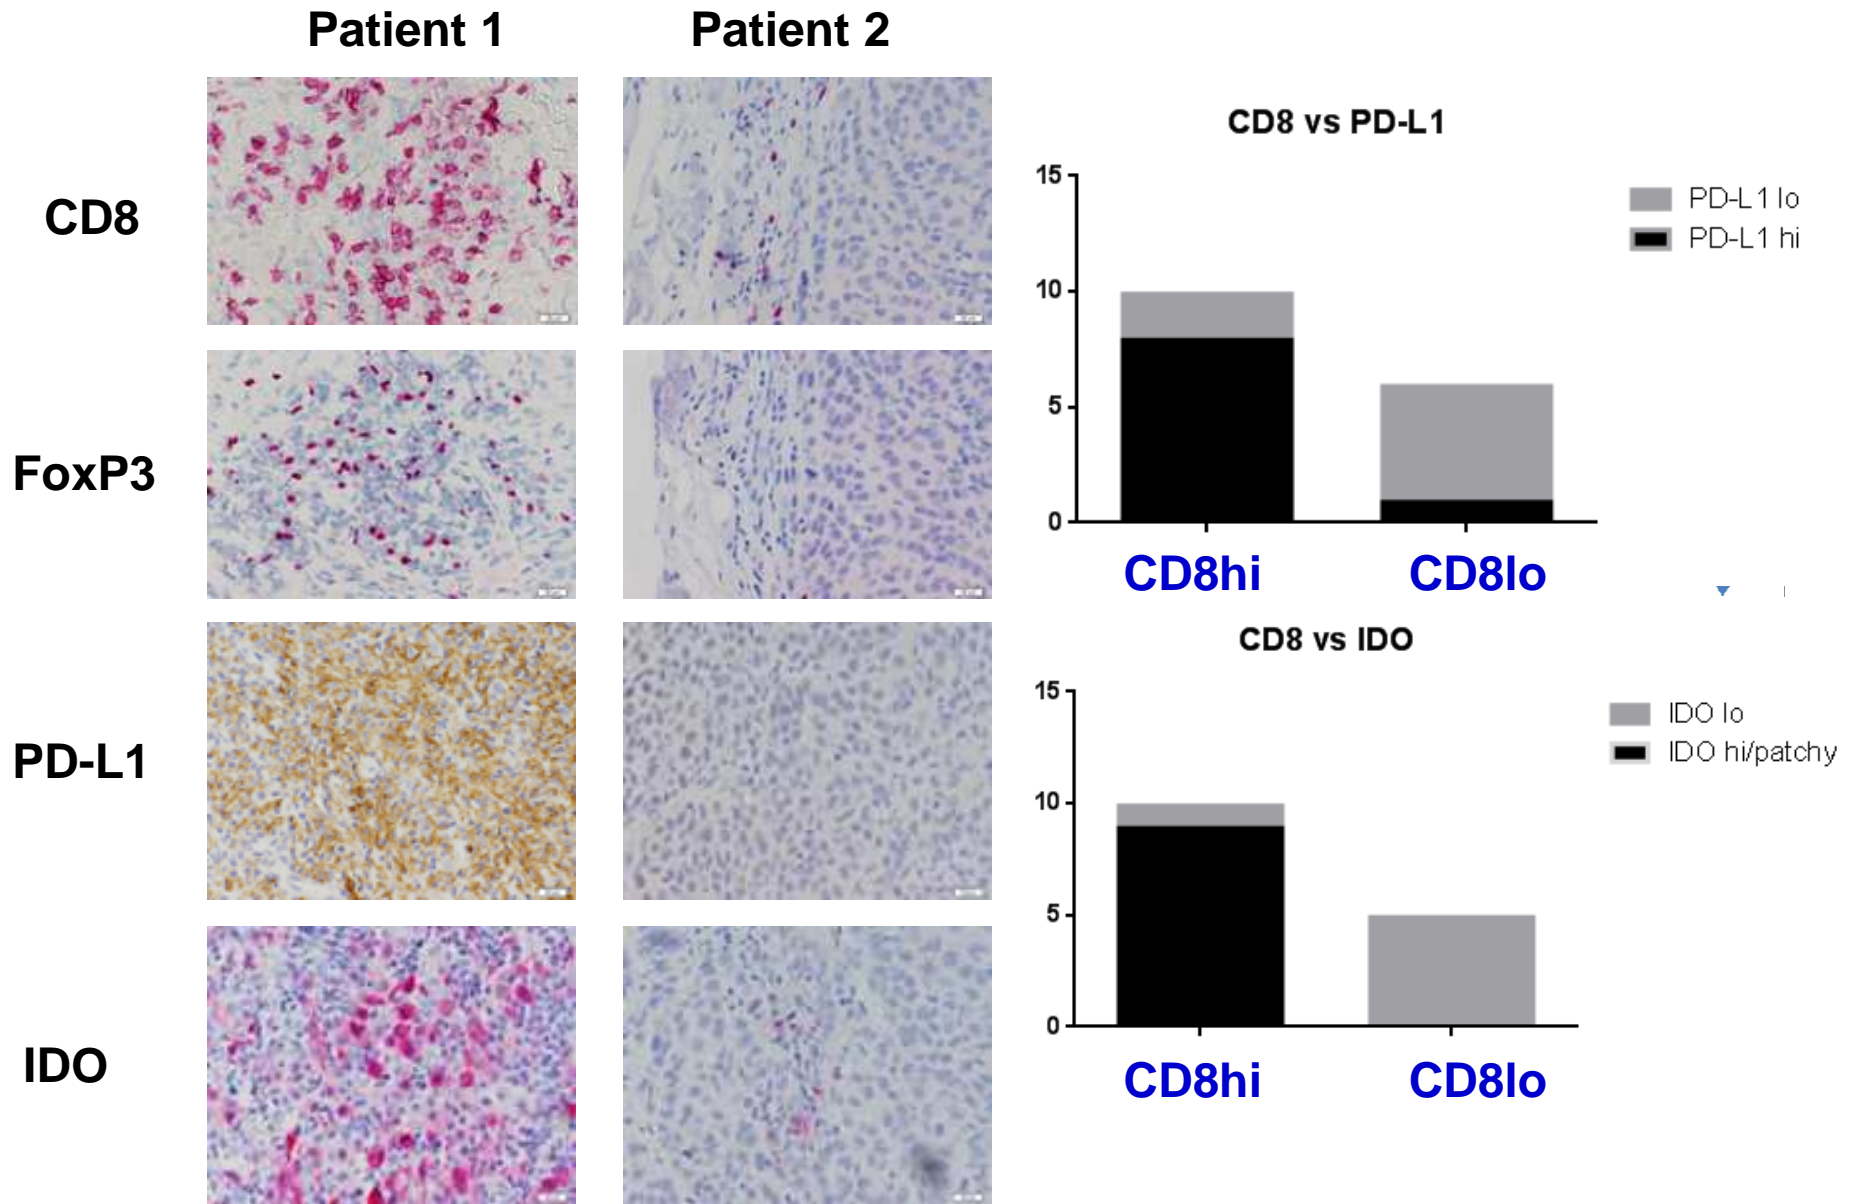 Patient 1
Patient 2
CD8
FoxP3
PD-L1
IDO
CD8 vs PD-L1
15
10
5
0
PD-L1 lo
PD-L1 hi
CD8hi
CD8lo
CD8 vs IDO
15
10
5
0
IDO lo
IDO hi/patchy
CD8hi
CD8lo